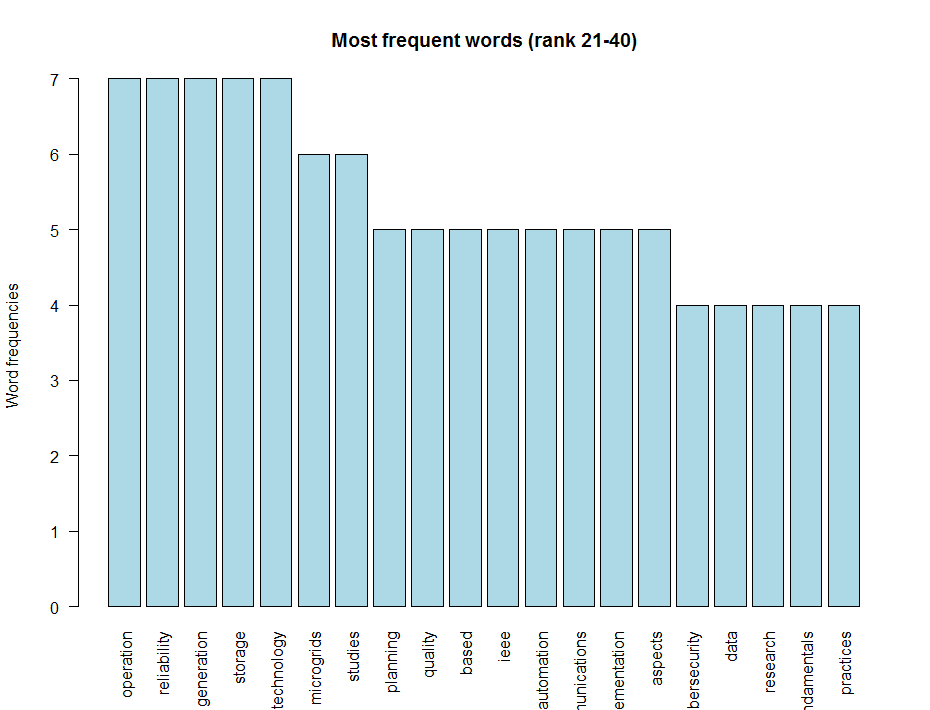 Most frequent words (rank 21-40)
Word frequencies
7
6
5
4
3
2
1
0
operation
reliability
generation
storage
technology
microgrids
studies
planning
quality
based
ieee
automation
nunications
ementation
aspects
bersecurity
data
research
ndamentals
practices